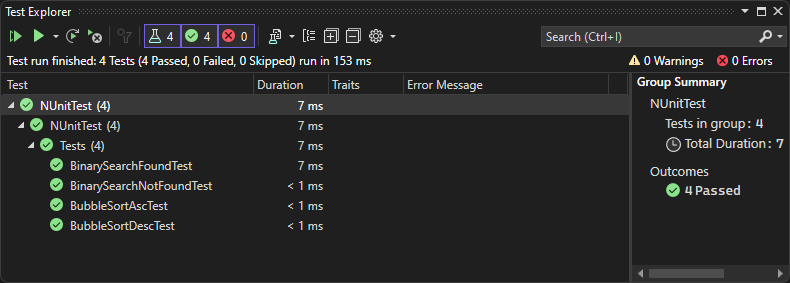 Test Explorer
4 4 0 Search (Ctrl+I)
Test run finished: 4 Tests (4 Passed, 0 Failed, 0 Skipped) run in 153 ms 0 Warnings 0 Errors
Test Duration Traits Error Message
NUnitTest (4) 7 ms
NUnitTest (4) 7 ms
Tests (4) 7 ms
BinarySearchFoundTest 7 ms
BinarySearchNotFoundTest < 1 ms
BubbleSortAscTest < 1 ms
BubbleSortDescTest < 1 ms
Group Summary
NUnitTest
Tests in group: 4
Total Duration: 7
Outcomes
4 Passed